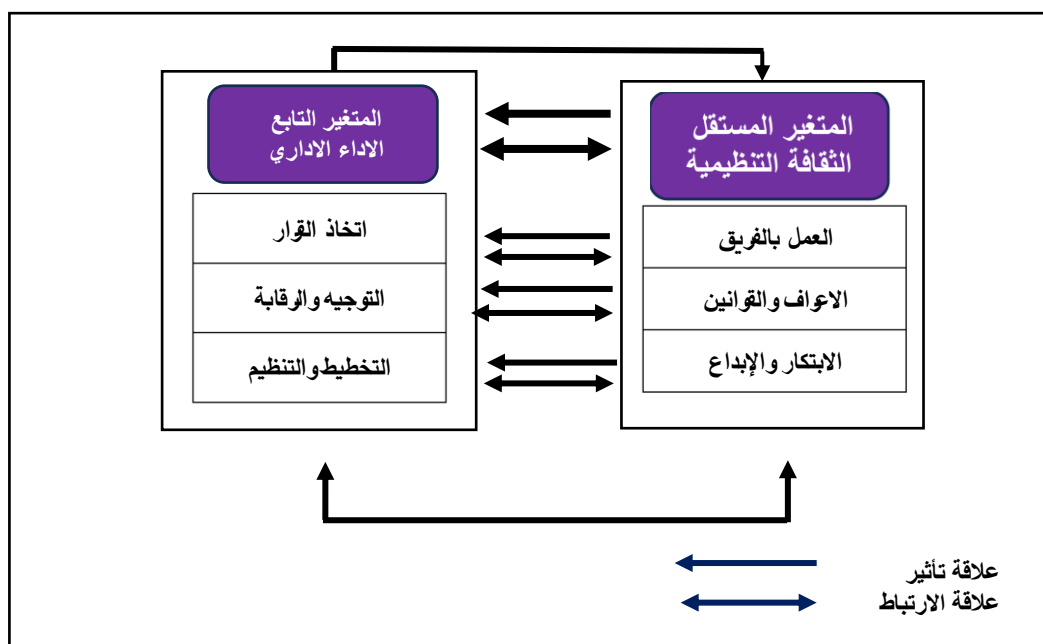 المتغير المستقل
الثقافة التنظيمية
العمل بالفريق
الاعراف والقوانين
الابتكار والإبداع
المتغير التابع
الاداء الاداري
اتخاذ القرار
التوجيه والرقابة
التخطيط والتنظيم
علاقة تأثير
علاقة الارتباط